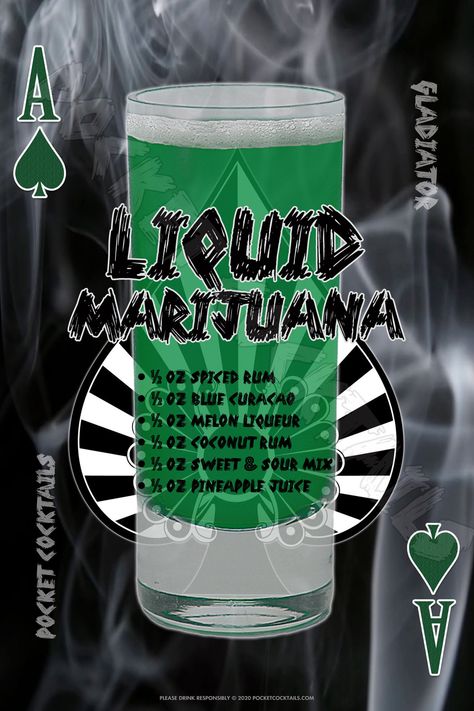 A
GLADIATOR
LIQUID
MARIJUANA
• ½ OZ SPICED RUM
• ½ OZ BLUE CURACAO
• ½ OZ MELON LIQUEUR
• ½ OZ COCONUT RUM
• ½ OZ SWEET & SOUR MIX
• ½ OZ PINEAPPLE JUICE
POCKET COCKTAILS
A
PLEASE DRINK RESPONSIBLY © 2020 POCKETCOCKTAILS.COM